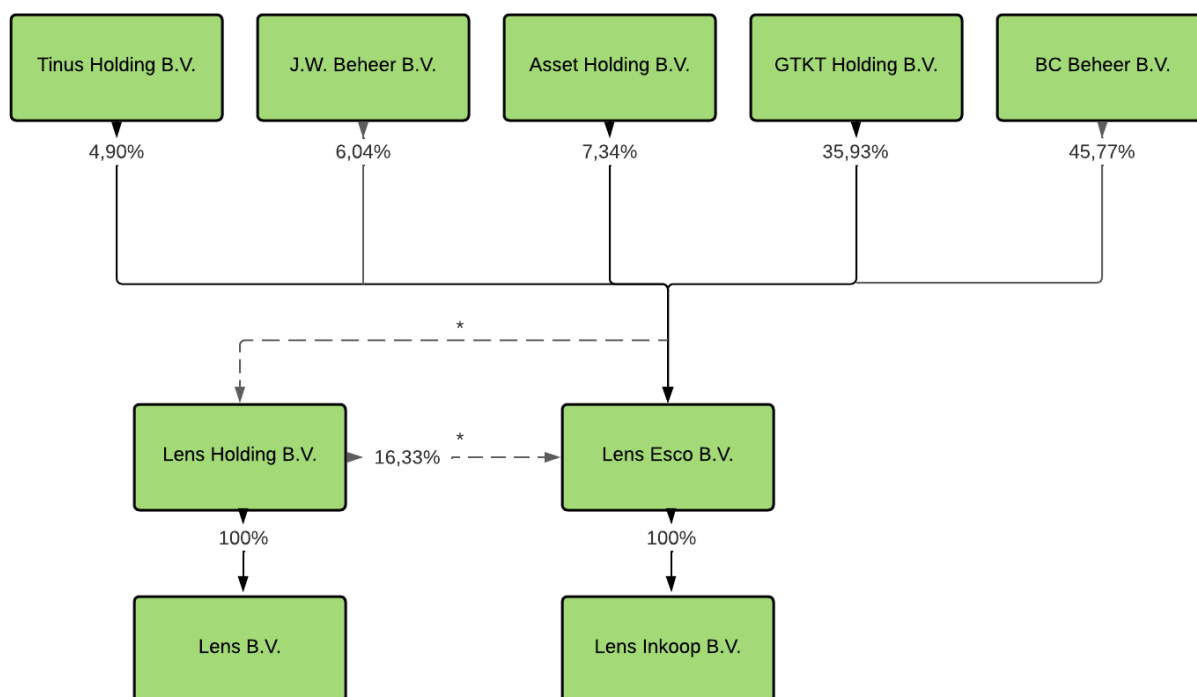 Tinus Holding B.V.
J.W. Beheer B.V.
Asset Holding B.V.
GTKT Holding B.V.
BC Beheer B.V.
4,90%
6,04%
7,34%
35,93%
45,77%
*
Lens Holding B.V.
*
16,33%
Lens Esco B.V.
100%
100%
Lens B.V.
Lens Inkoop B.V.